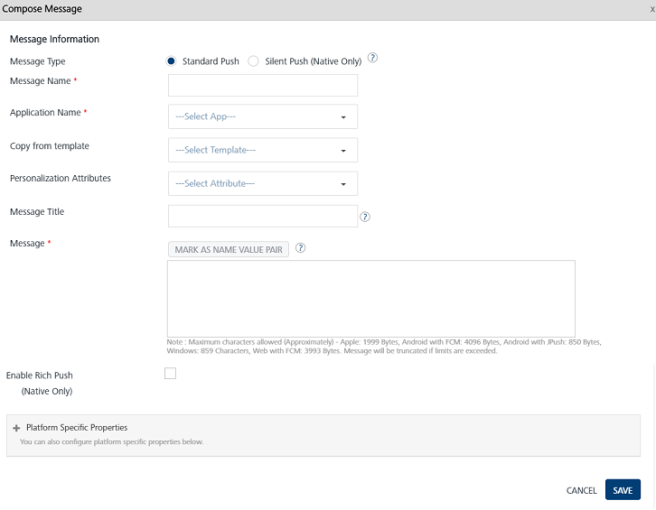 Compose Message x
Message Information
Message Type Standard Push Silent Push (Native Only) ?
Message Name *
Application Name * ---Select App---
Copy from template ---Select Template---
Personalization Attributes ---Select Attribute---
Message Title ?
Message * MARK AS NAME VALUE PAIR ?
Note : Maximum characters allowed (Approximately) - Apple: 1999 Bytes, Android with FCM: 4096 Bytes, Android with JPush: 850 Bytes,
Windows: 859 Characters, Web with FCM: 3993 Bytes. Message will be truncated if limits are exceeded.
Enable Rich Push
(Native Only)
+ Platform Specific Properties
You can also configure platform specific properties below.
CANCEL SAVE